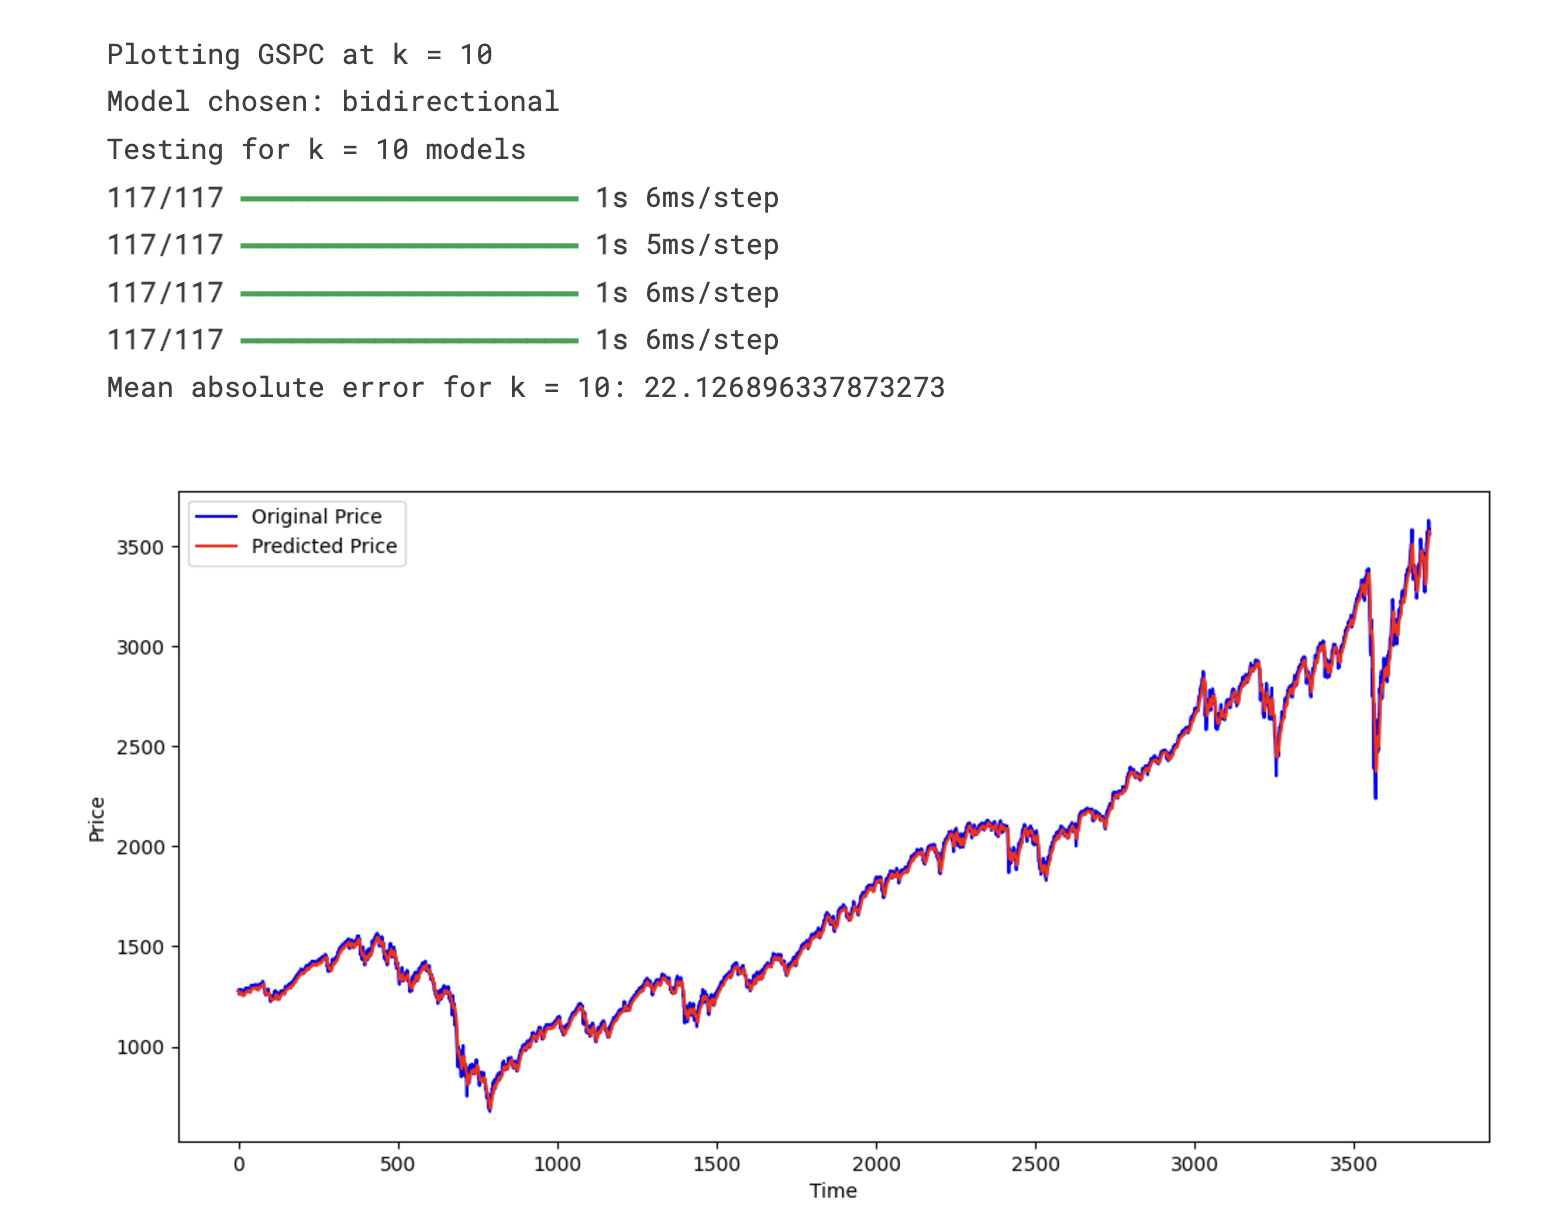 Plotting GSPC at k = 10
Model chosen: bidirectional
Testing for k = 10 models
117/117 1s 6ms/step
117/117 1s 5ms/step
117/117 1s 6ms/step
117/117 1s 6ms/step
Mean absolute error for k = 10: 22.126896337873273
Original Price
Predicted Price
3500
3000
2500
2000
1500
1000
Price
0 500 1000 1500 2000 2500 3000 3500
Time